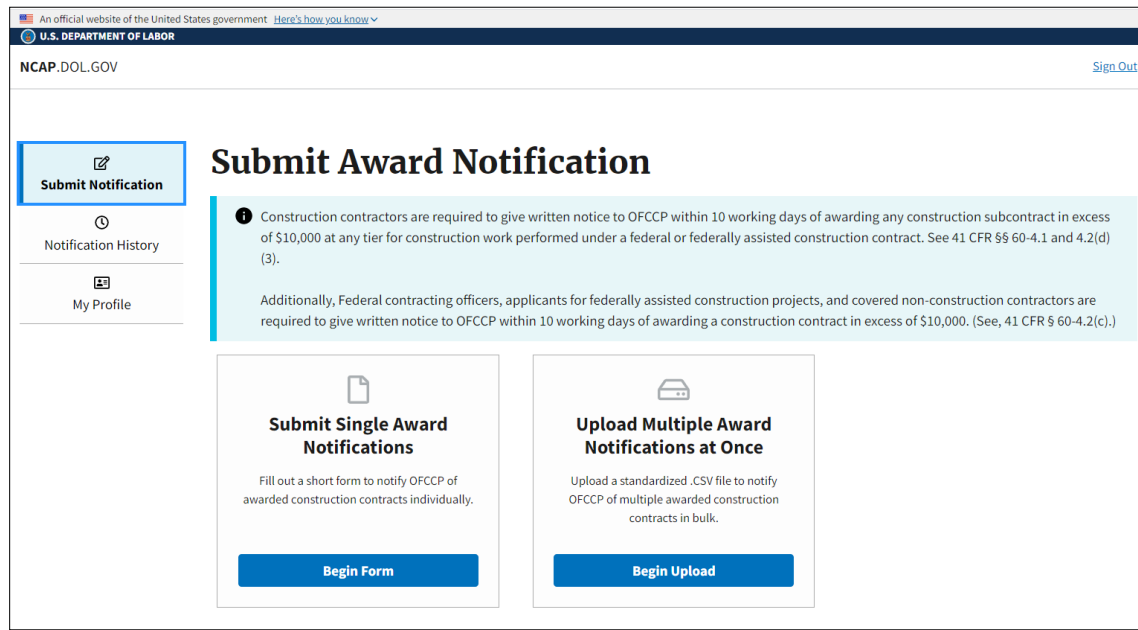 An official website of the United States government Here's how you know
U.S. DEPARTMENT OF LABOR
NCAP.DOL.GOV
Sign Out
Submit Notification
Notification History
My Profile
Submit Award Notification
Construction contractors are required to give written notice to OFCCP within 10 working days of awarding any construction subcontract in excess
of $10,000 at any tier for construction work performed under a federal or federally assisted construction contract. See 41 CFR §§ 60-4.1 and 4.2(d)
(3).
Additionally, Federal contracting officers, applicants for federally assisted construction projects, and covered non-construction contractors are
required to give written notice to OFCCP within 10 working days of awarding a construction contract in excess of $10,000. (See, 41 CFR § 60-4.2(c).)
Submit Single Award
Notifications
Fill out a short form to notify OFCCP of
awarded construction contracts individually.
Begin Form
Upload Multiple Award
Notifications at Once
Upload a standardized .CSV file to notify
OFCCP of multiple awarded construction
contracts in bulk.
Begin Upload